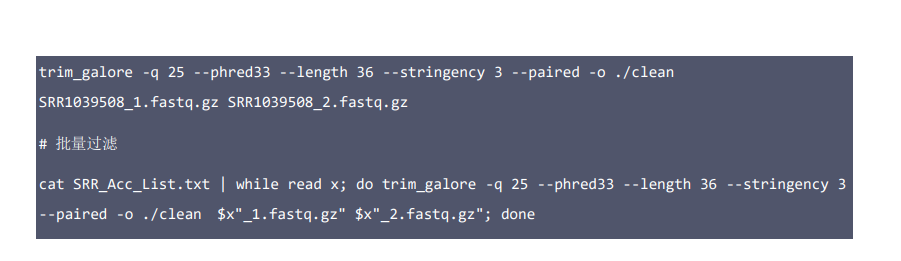 trim_galore -q 25 --phred33 --length 36 --stringency 3 --paired -o ./clean
SRR1039508_1.fastq.gz SRR1039508_2.fastq.gz
# 批量过滤
cat SRR_Acc_List.txt | while read x; do trim_galore -q 25 --phred33 --length 36 --stringency 3
--paired -o ./clean  $x"_1.fastq.gz" $x"_2.fastq.gz"; done